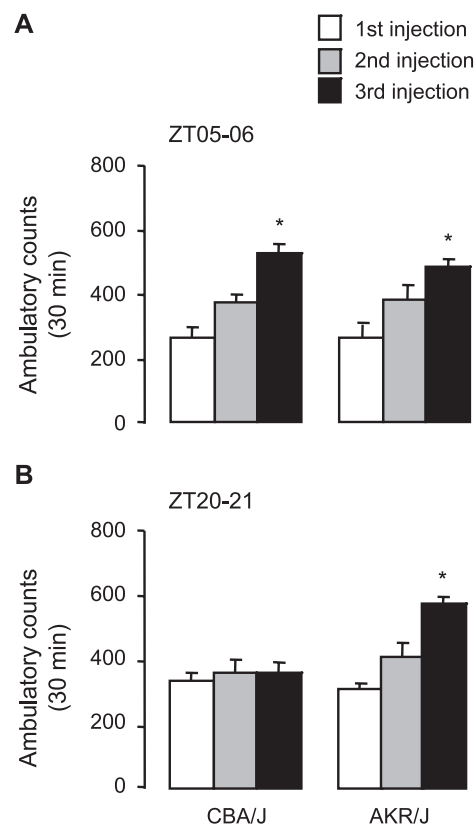 A
1st injection
2nd injection
3rd injection
ZT05-06
Ambulatory counts
(30 min)
800
600
400
200
0
*
*
B
ZT20-21
Ambulatory counts
(30 min)
800
600
400
200
0
*
CBA/J
AKR/J